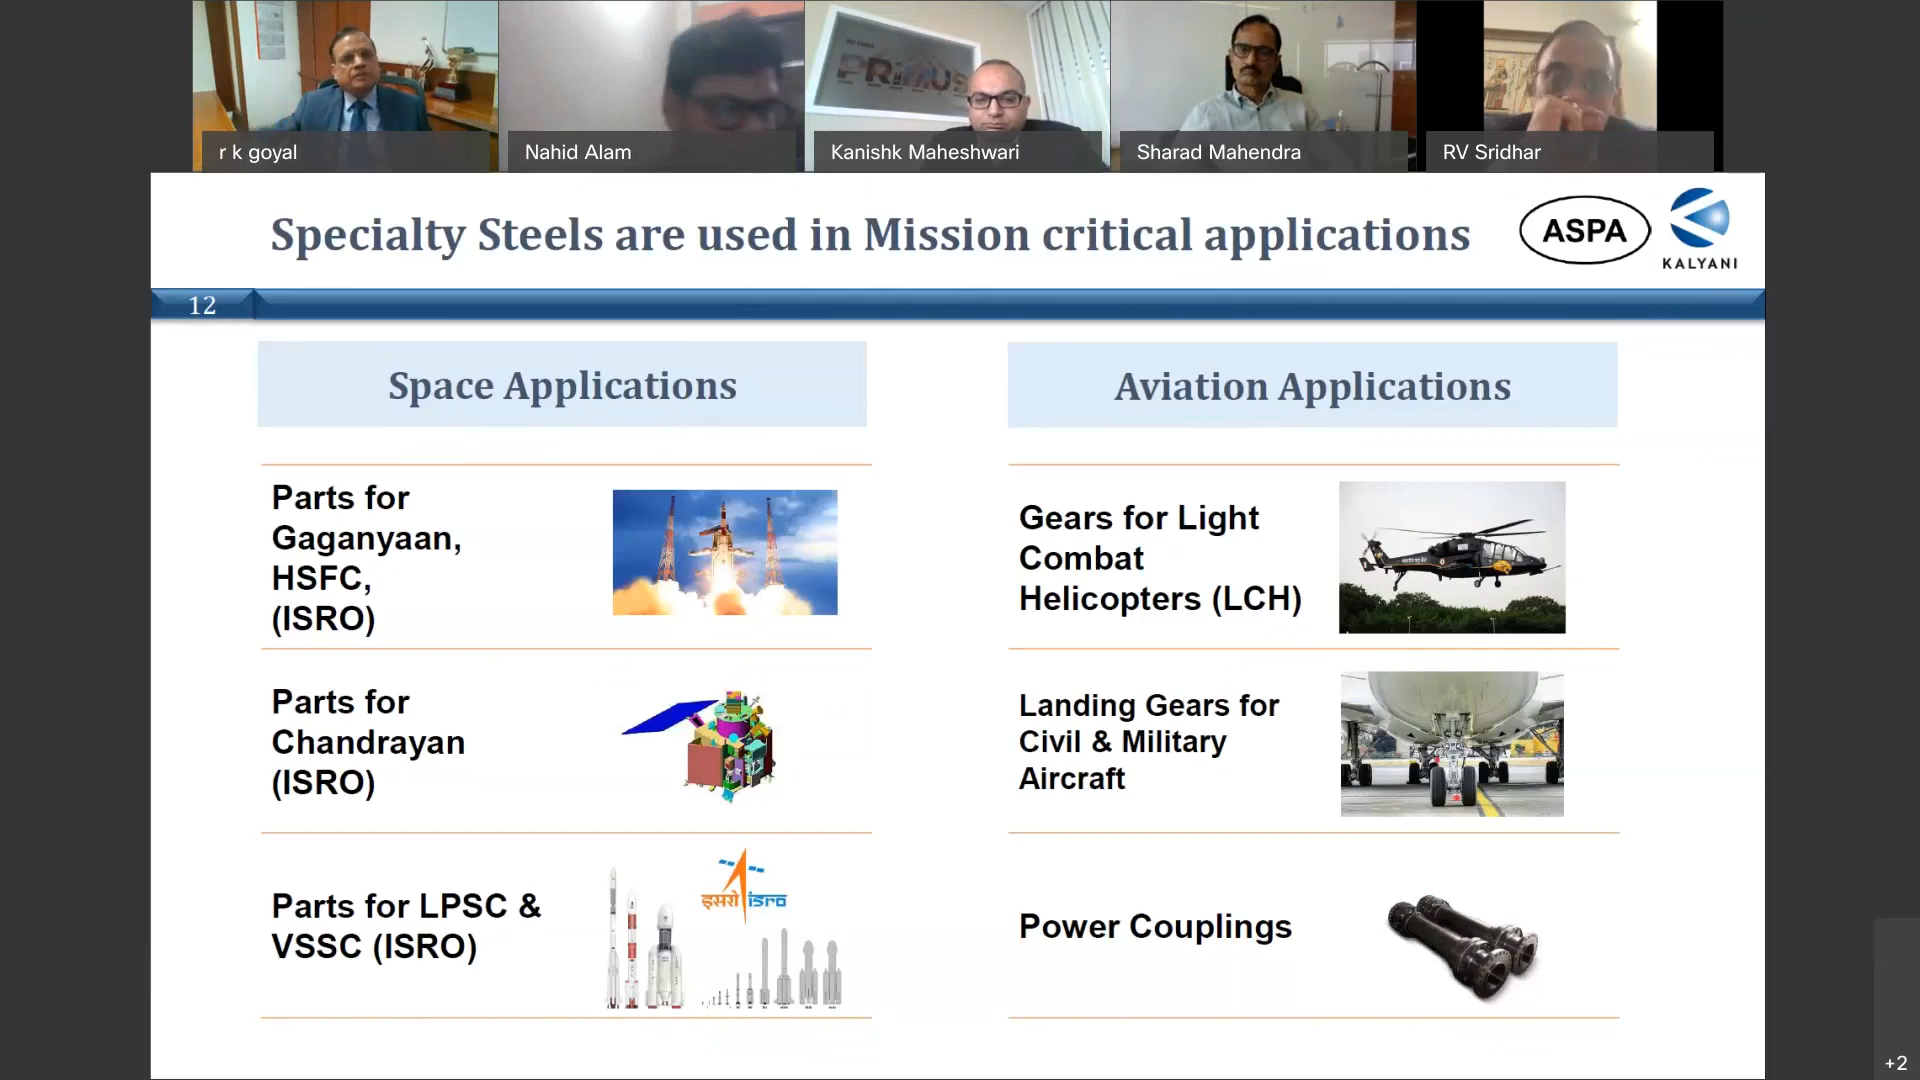 PRIMUS
r k goyal
Nahid Alam
Kanishk Maheshwari
Sharad Mahendra
RV Sridhar
Specialty Steels are used in Mission critical applications
ASPA
KALYANI
12
Space Applications
Aviation Applications
Parts for
Gaganyaan,
HSFC,
(ISRO)
Gears for Light
Combat
Helicopters (LCH)
Parts for
Chandrayan
(ISRO)
Landing Gears for
Civil & Military
Aircraft
Parts for LPSC &
VSSC (ISRO)
इसरो isro
Power Couplings
+2